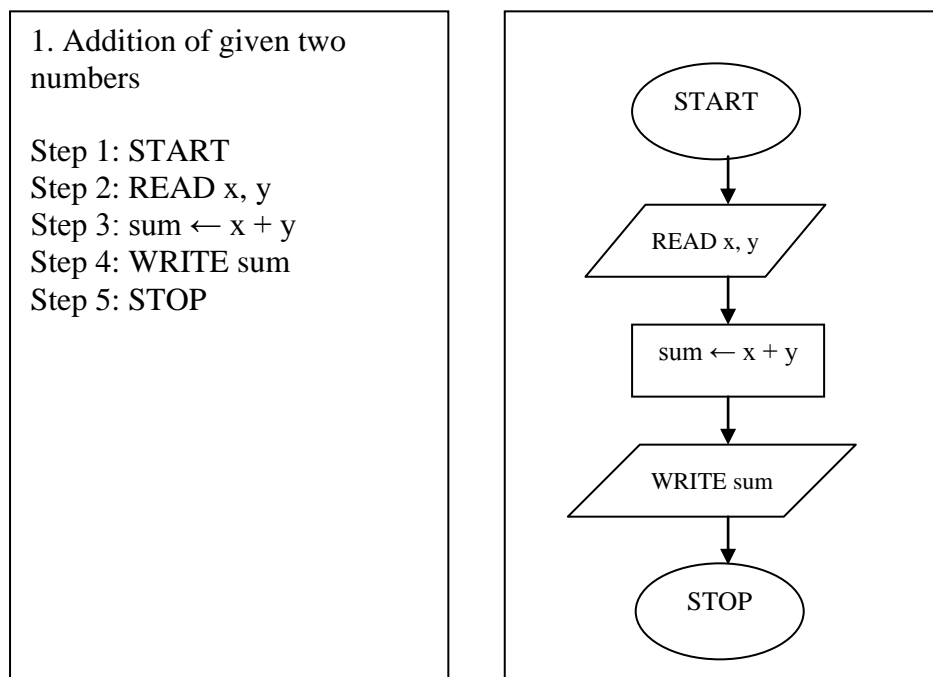 1. Addition of given two
numbers
Step 1: START
Step 2: READ x, y
Step 3: sum ← x + y
Step 4: WRITE sum
Step 5: STOP
START
READ x, y
sum ← x + y
WRITE sum
STOP